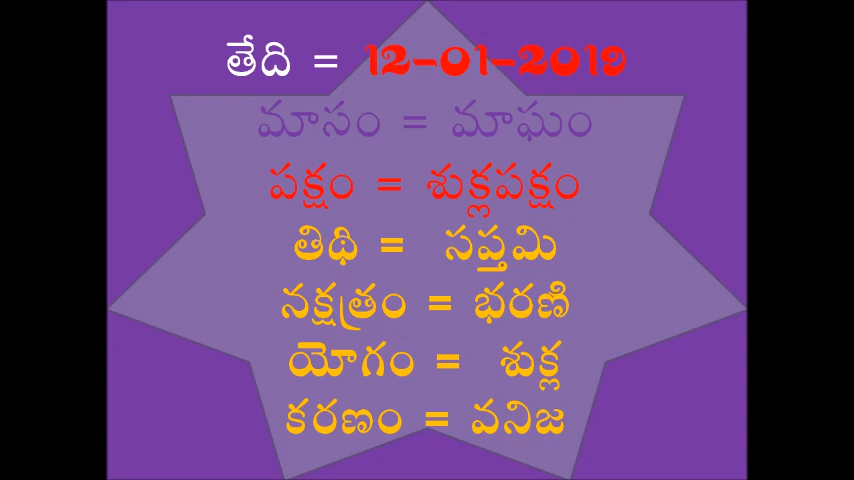 తేది = 12-01-2019
మాసం = మాఘం
పక్షం = శుక్లపక్షం
తిథి = సప్తమి
నక్షత్రం = భరణి
యోగం = శుక్ల
కరణం = వనిజ